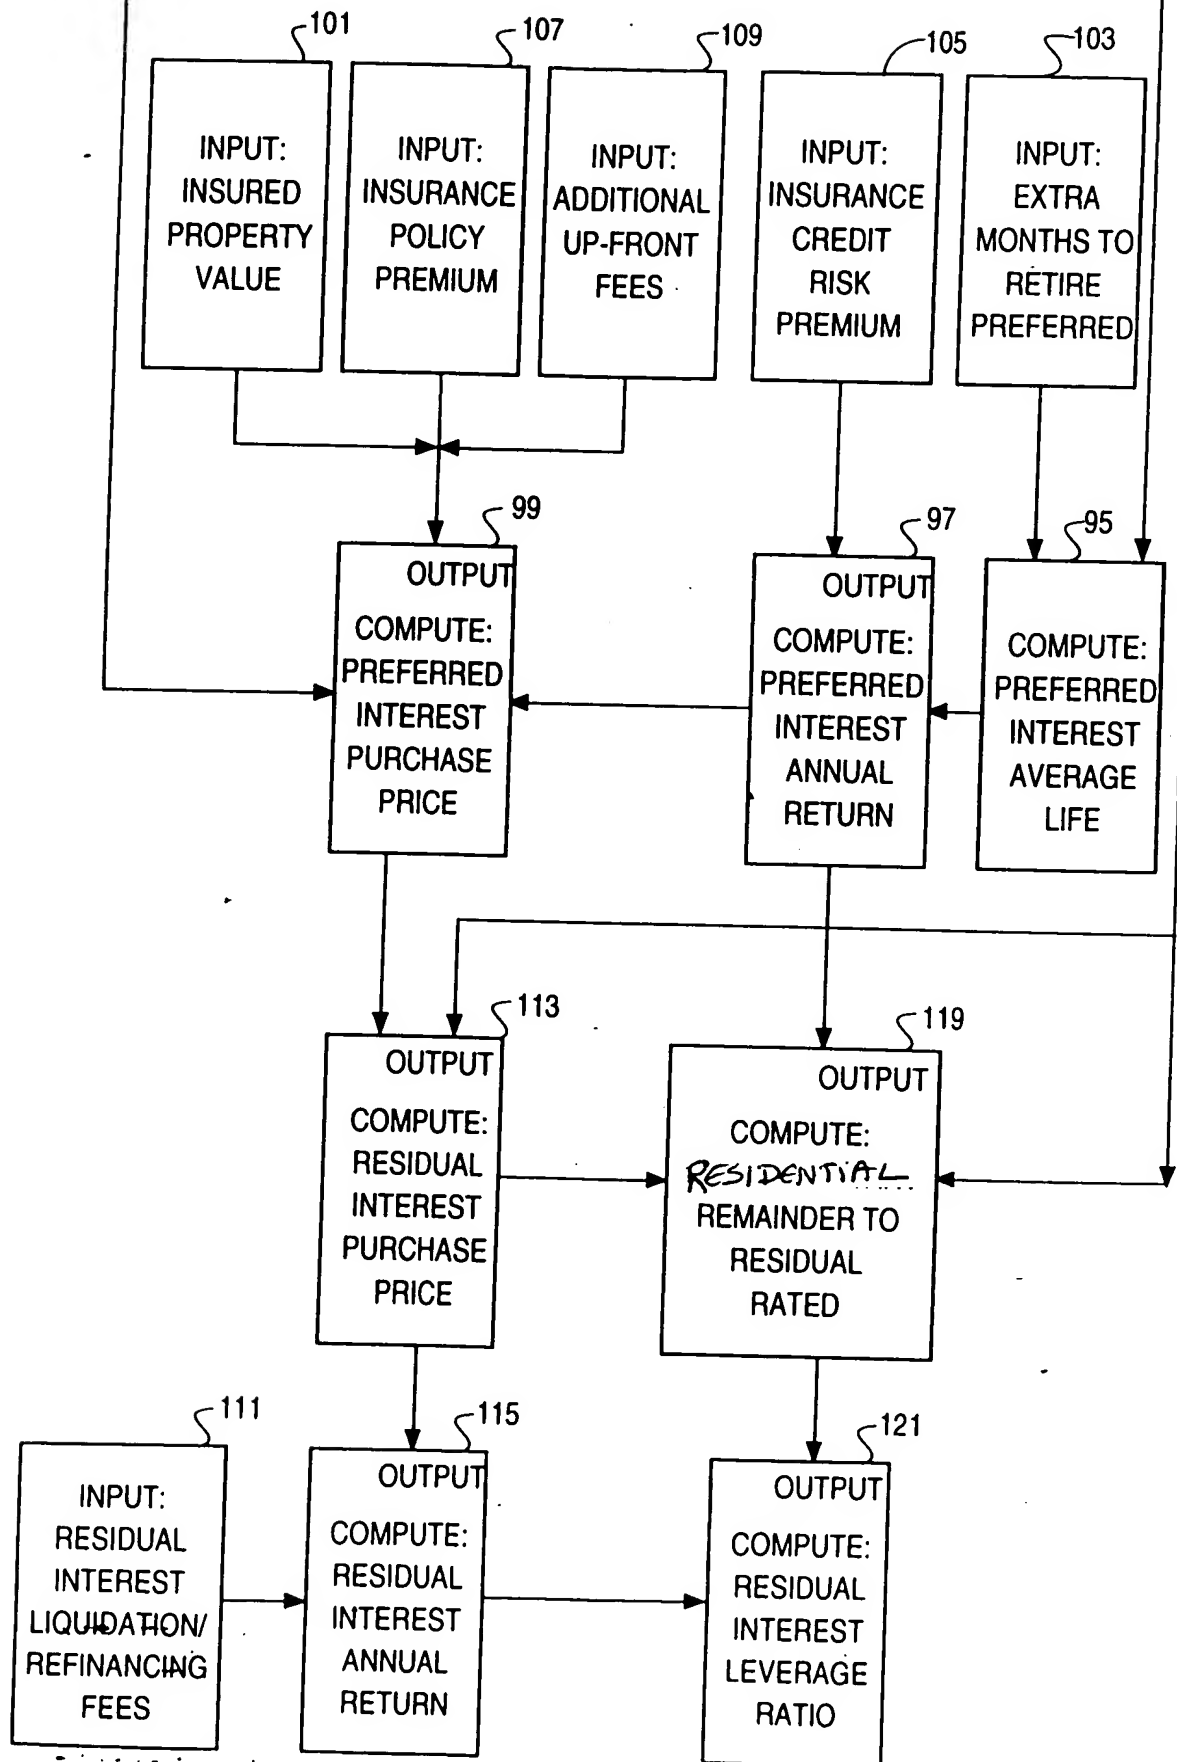 101
107
109
105
103
INPUT:
INSURED
PROPERTY
VALUE
INPUT:
INSURANCE
POLICY
PREMIUM
INPUT:
ADDITIONAL
UP-FRONT
FEES
INPUT:
INSURANCE
CREDIT
RISK
PREMIUM
INPUT:
EXTRA
MONTHS TO
RETIRE
PREFERRED
99
97
95
OUTPUT
COMPUTE:
PREFERRED
INTEREST
PURCHASE
PRICE
OUTPUT
COMPUTE:
PREFERRED
INTEREST
ANNUAL
RETURN
COMPUTE:
PREFERRED
INTEREST
AVERAGE
LIFE
113
119
OUTPUT
COMPUTE:
RESIDUAL
INTEREST
PURCHASE
PRICE
OUTPUT
COMPUTE:
RESIDENTIAL
REMAINDER TO
RESIDUAL
RATED
111
115
121
INPUT:
RESIDUAL
INTEREST
LIQUIDATION/
REFINANCING
FEES
OUTPUT
COMPUTE:
RESIDUAL
INTEREST
ANNUAL
RETURN
OUTPUT
COMPUTE:
RESIDUAL
INTEREST
LEVERAGE
RATIO